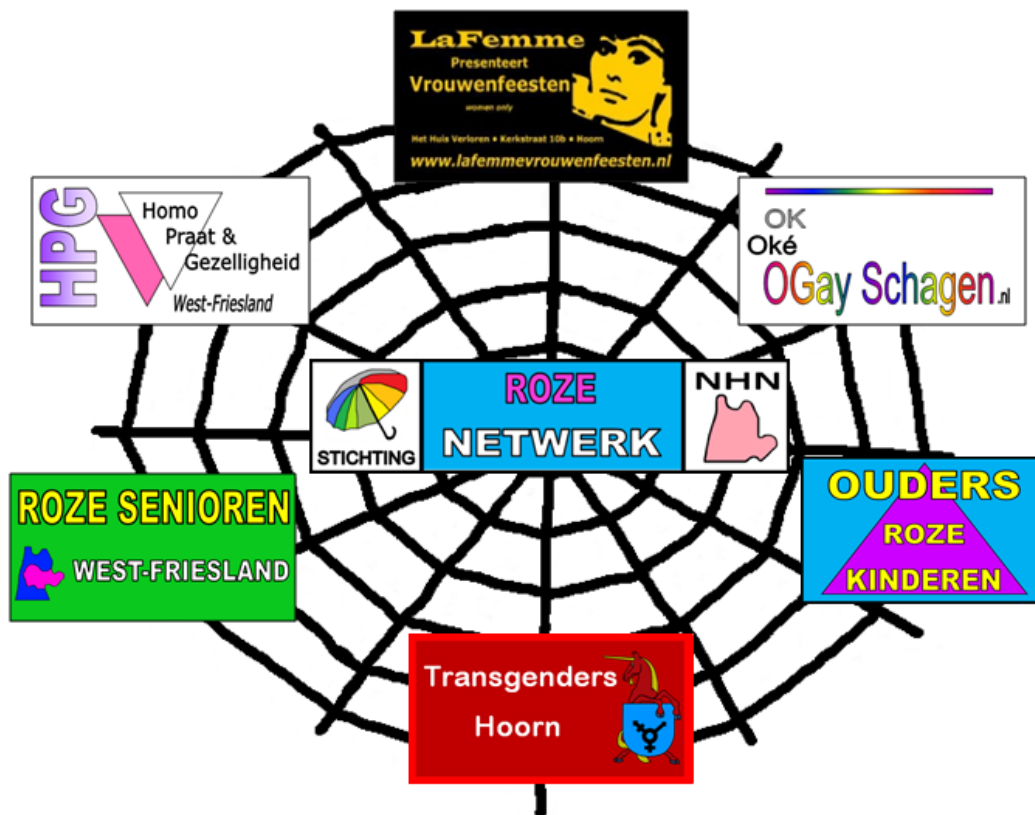 LaFemme
Presenteert
Vrouwenfeesten
women only
Het Huis Verloren • Kerkstraat 10b • Hoorn
www.lafemmevrouwenfeesten.nl
HPG
Homo
Praat &
Gezelligheid
West-Friesland
OK
Oké
OGay Schagen.nl
STICHTING
ROZE
NETWERK
NHN
ROZE SENIOREN
WEST-FRIESLAND
OUDERS
ROZE
KINDEREN
Transgenders
Hoorn